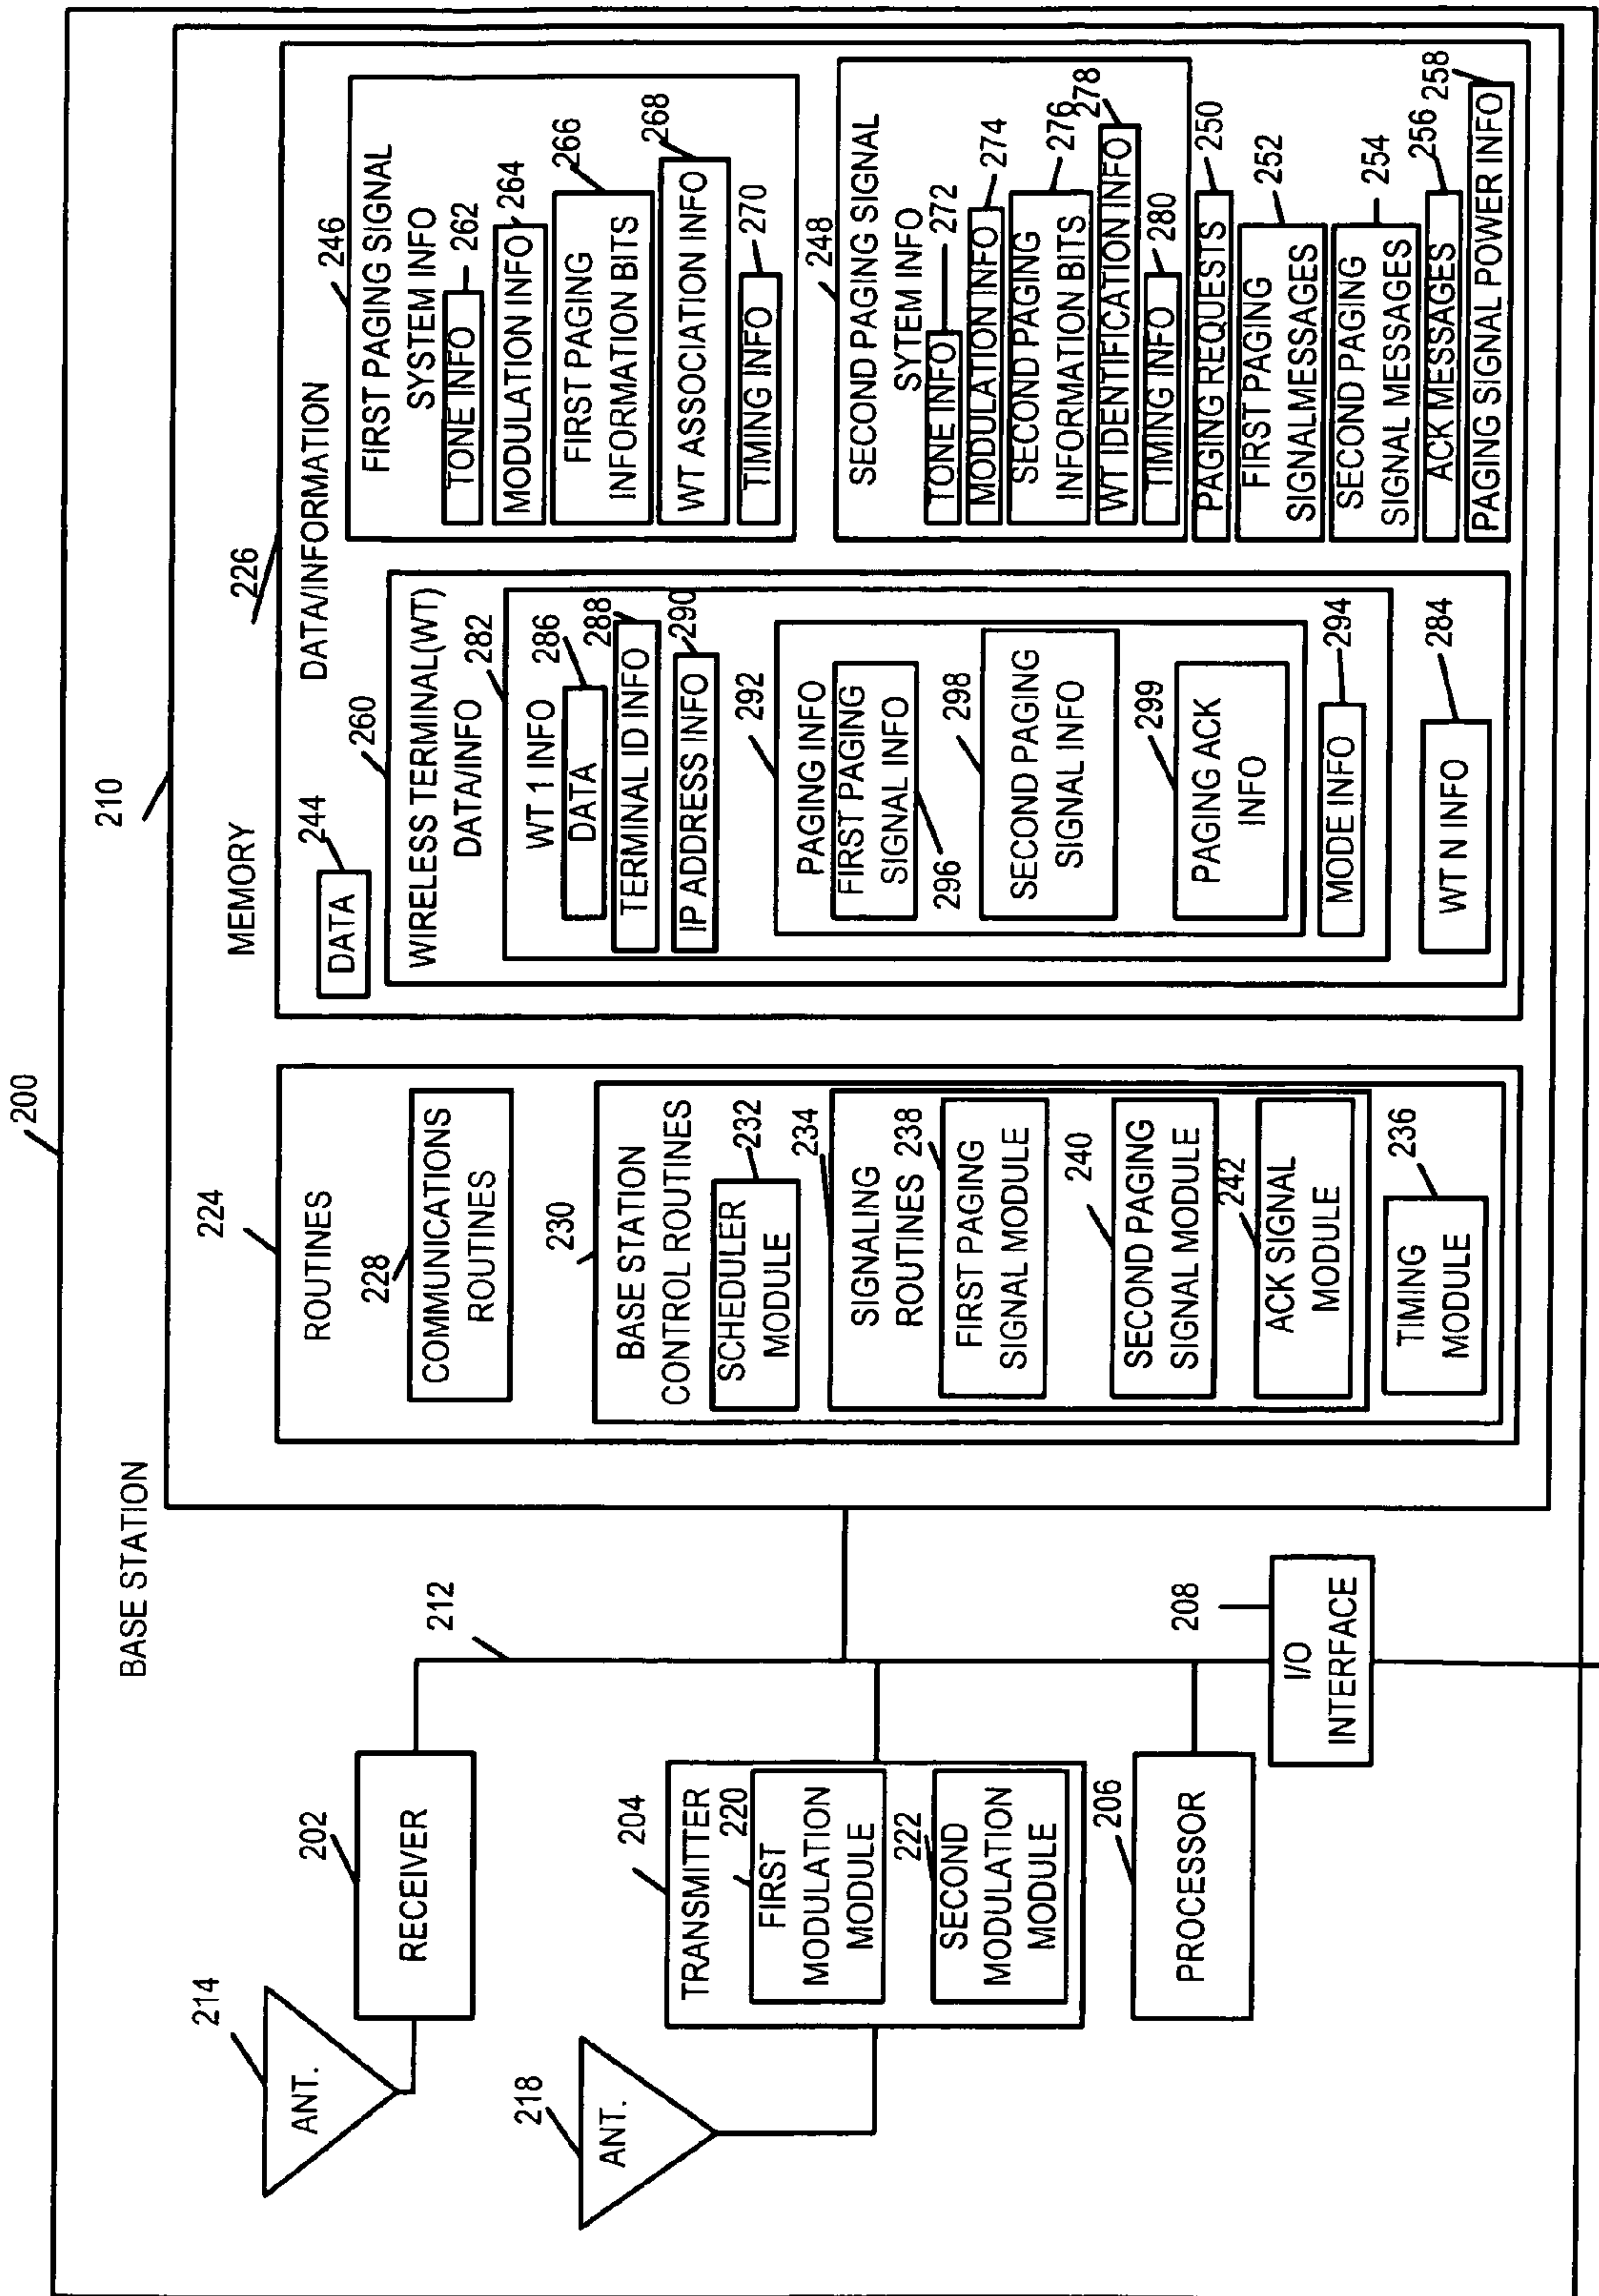 200
BASE STATION
210
MEMORY
214
ANT.
202
RECEIVER
212
218
ANT.
204
TRANSMITTER
220
FIRST
MODULATION
MODULE
222
SECOND
MODULATION
MODULE
206
PROCESSOR
208
I/O
INTERFACE
224
ROUTINES
228
COMMUNICATIONS
ROUTINES
230
BASE STATION
CONTROL ROUTINES
232
SCHEDULER
MODULE
234
SIGNALING
ROUTINES
238
FIRST PAGING
SIGNAL MODULE
240
SECOND PAGING
SIGNAL MODULE
242
ACK SIGNAL
MODULE
236
TIMING
MODULE
226
DATA/INFORMATION
244
DATA
260
WIRELESS TERMINAL(WT)
DATA/INFO
282
WT 1 INFO
286
DATA
288
TERMINAL ID INFO
290
IP ADDRESS INFO
292
PAGING INFO
FIRST PAGING
SIGNAL INFO
296
298
SECOND PAGING
SIGNAL INFO
299
PAGING ACK
INFO
294
MODE INFO
284
WT N INFO
246
FIRST PAGING SIGNAL
SYSTEM INFO
262
TONE INFO
264
MODULATION INFO
266
FIRST PAGING
INFORMATION BITS
268
WT ASSOCIATION INFO
270
TIMING INFO
248
SECOND PAGING SIGNAL
SYTEM INFO
272
TONE INFO
274
MODULATION INFO
276
SECOND PAGING
INFORMATION BITS
278
WT IDENTIFICATION INFO
280
TIMING INFO
250
PAGING REQUESTS
252
FIRST PAGING
SIGNALMESSAGES
254
SECOND PAGING
SIGNAL MESSAGES
256
ACK MESSAGES
258
PAGING SIGNAL POWER INFO